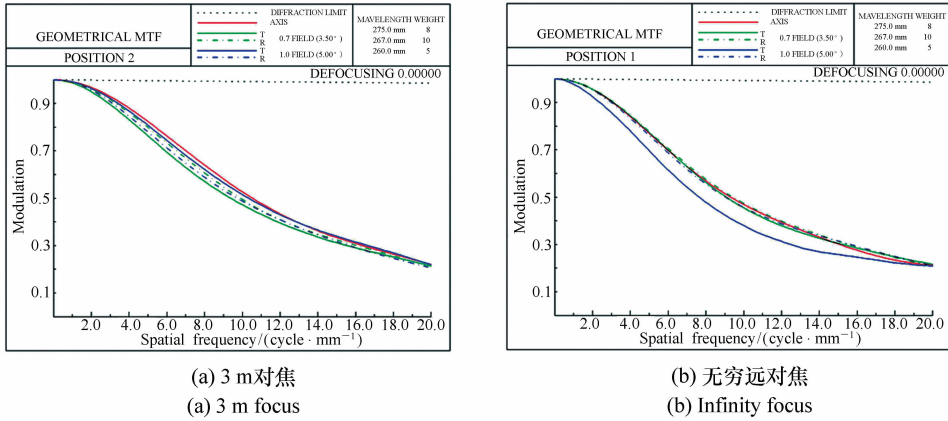 GEOMETRICAL MTF
POSITION 2
DIFFRACTION LIMIT
AXIS
T
R 0.7 FIELD (3.50°)
T
R 1.0 FIELD (5.00°)
MAVELENGTH WEIGHT
275.0 mm 8
267.0 mm 10
260.0 mm 5
DEFOCUSING 0.00000
Modulation
0.9
0.7
0.5
0.3
0.1
2.0 4.0 6.0 8.0 10.0 12.0 14.0 16.0 18.0 20.0
Spatial frequency/(cycle · mm⁻¹)
(a) 3 m对焦
(a) 3 m focus
GEOMETRICAL MTF
POSITION 1
DIFFRACTION LIMIT
AXIS
T
R 0.7 FIELD (3.50°)
T
R 1.0 FIELD (5.00°)
MAVELENGTH WEIGHT
275.0 mm 8
267.0 mm 10
260.0 mm 5
DEFOCUSING 0.00000
Modulation
0.9
0.7
0.5
0.3
0.1
2.0 4.0 6.0 8.0 10.0 12.0 14.0 16.0 18.0 20.0
Spatial frequency/(cycle · mm⁻¹)
(b) 无穷远对焦
(b) Infinity focus